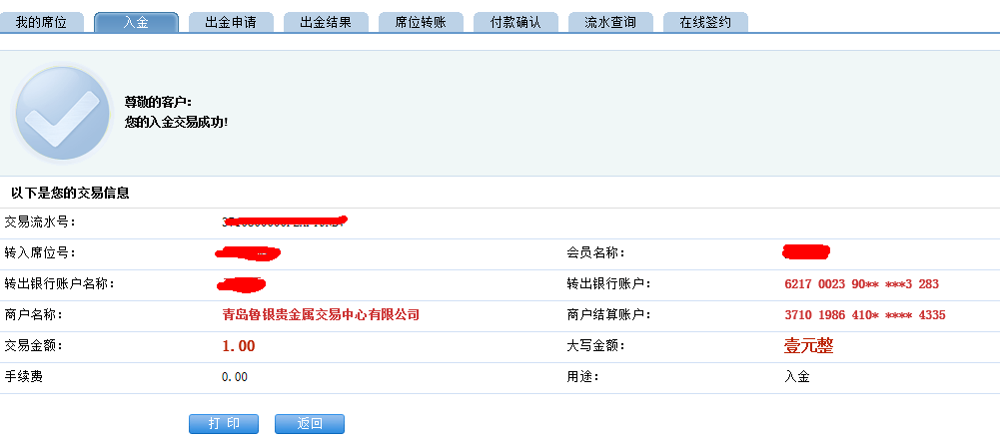 我的席位 入金 出金申请 出金结果 席位转账 付款确认 流水查询 在线签约
尊敬的客户：
您的入金交易成功!
以下是您的交易信息
交易流水号：
转入席位号： 会员名称：
转出银行账户名称： 转出银行账户： 6217 0023 90** ***3 283
商户名称： 青岛鲁银贵金属交易中心有限公司 商户结算账户： 3710 1986 410* **** 4335
交易金额： 1.00 大写金额： 壹元整
手续费 0.00 用途： 入金
打 印 返回